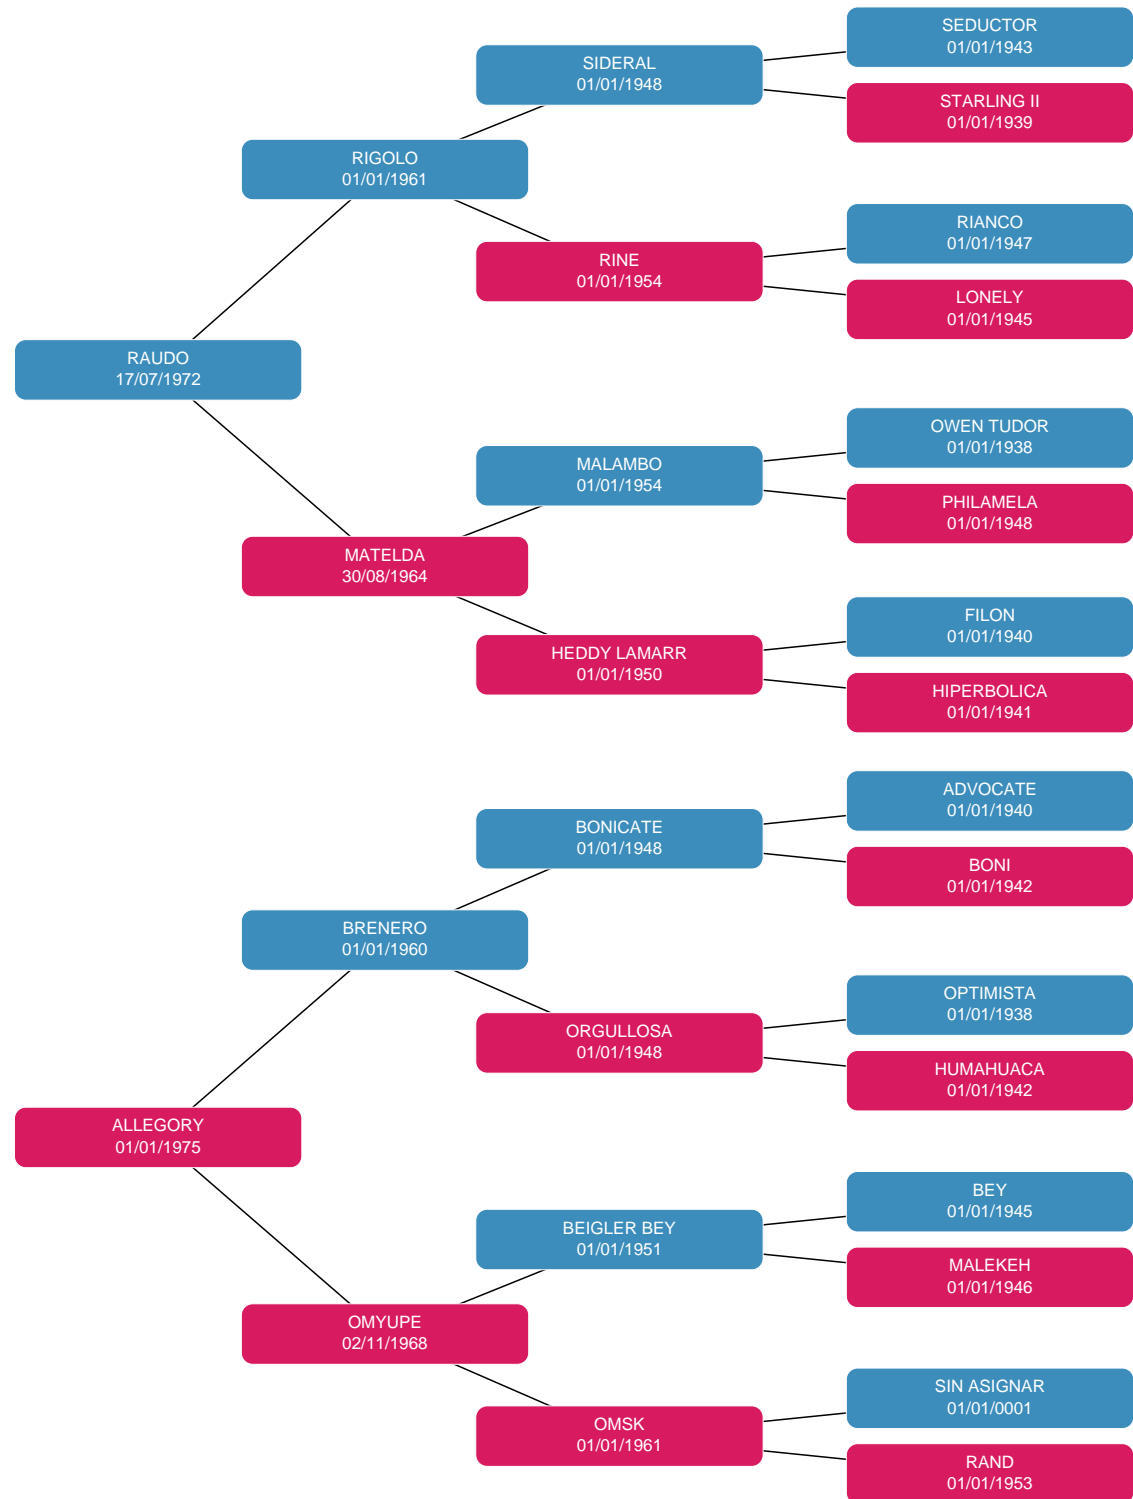 SEDUCTOR
01/01/1943
SIDERAL
01/01/1948
STARLING II
01/01/1939
RIGOLO
01/01/1961
RIANCO
01/01/1947
RINE
01/01/1954
LONELY
01/01/1945
RAUDO
17/07/1972
OWEN TUDOR
01/01/1938
MALAMBO
01/01/1954
PHILAMELA
01/01/1948
MATELDA
30/08/1964
FILON
01/01/1940
HEDDY LAMARR
01/01/1950
HIPERBOLICA
01/01/1941
ADVOCATE
01/01/1940
BONICATE
01/01/1948
BONI
01/01/1942
BRENERO
01/01/1960
OPTIMISTA
01/01/1938
ORGULLOSA
01/01/1948
HUMAHUACA
01/01/1942
ALLEGORY
01/01/1975
BEY
01/01/1945
BEIGLER BEY
01/01/1951
MALEKEH
01/01/1946
OMYUPE
02/11/1968
SIN ASIGNAR
01/01/0001
OMSK
01/01/1961
RAND
01/01/1953